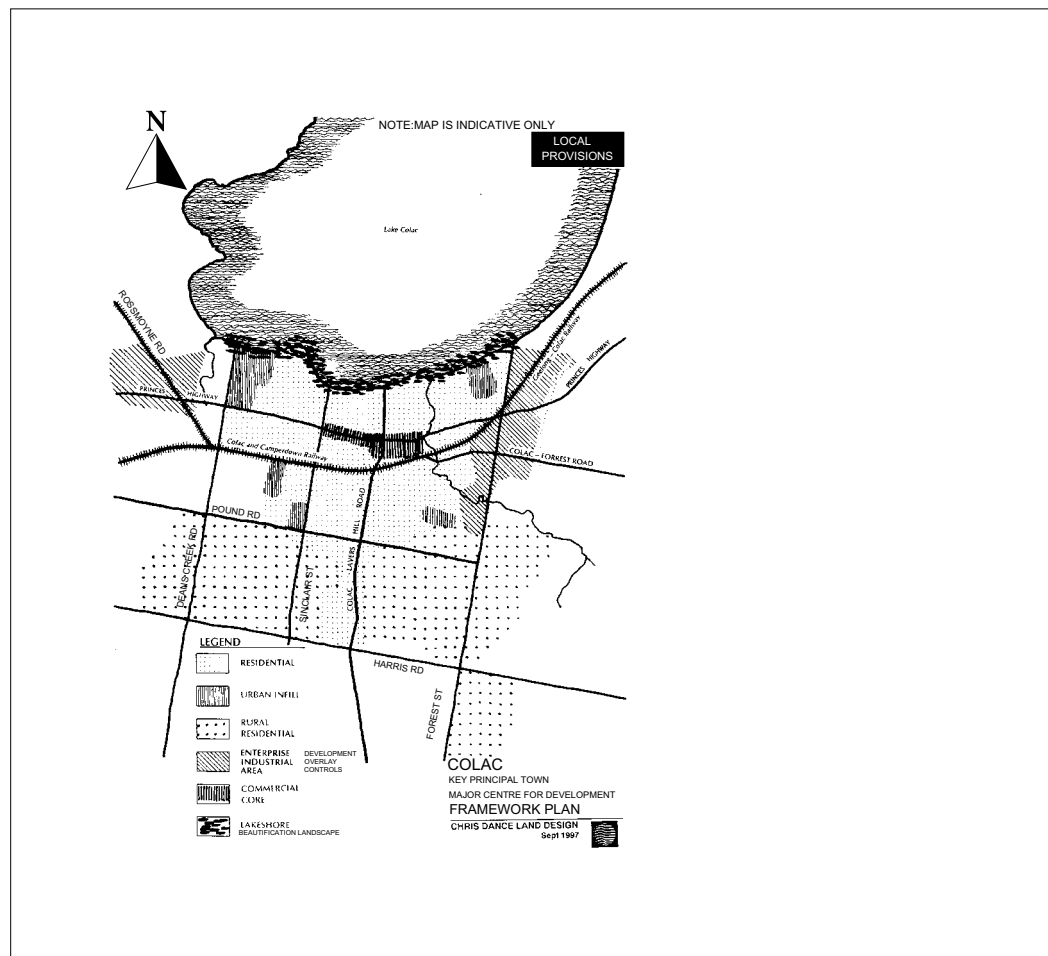 N
NOTE:MAP IS INDICATIVE ONLY
LOCAL
PROVISIONS
Lake Colac
ROSSMOYNE RD
Geelong - Colac Railway
PRINCES HIGHWAY
PRINCES HIGHWAY
Colac and Camperdown Railway
COLAC - FORREST ROAD
POUND RD
DEANS CREEK RD
SINCLAIR ST
COLAC - LAVERS HILL ROAD
HARRIS RD
FOREST ST
LEGEND
RESIDENTIAL
URBAN INFILL
RURAL
RESIDENTIAL
ENTERPRISE
INDUSTRIAL
AREA
DEVELOPMENT
OVERLAY
CONTROLS
COMMERCIAL
CORE
LAKESHORE
BEAUTIFICATION LANDSCAPE
COLAC
KEY PRINCIPAL TOWN
MAJOR CENTRE FOR DEVELOPMENT
FRAMEWORK PLAN
CHRIS DANCE LAND DESIGN
Sept 1997